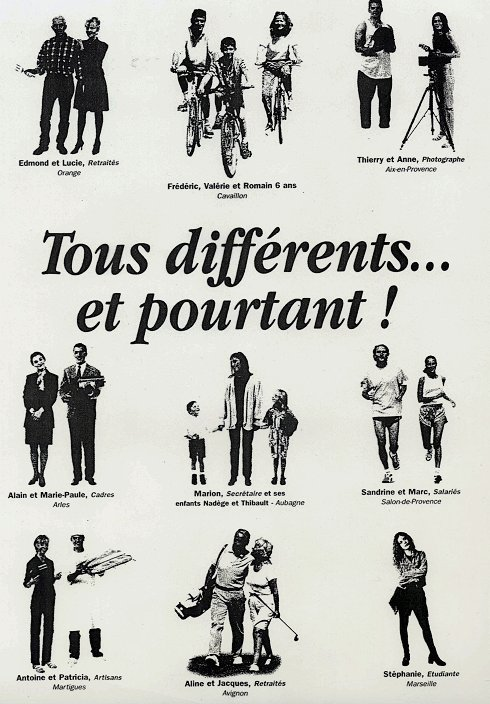 Edmond et Lucie, Retraités
Orange
Frédéric, Valérie et Romain 6 ans
Cavaillon
Thierry et Anne, Photographe
Aix-en-Provence
Tous différents...
et pourtant !
Alain et Marie-Paule, Cadres
Arles
Marion, Secrétaire et ses
enfants Nadège et Thibault - Aubagne
Sandrine et Marc, Salariés
Salon-de-Provence
Antoine et Patricia, Artisans
Martigues
Aline et Jacques, Retraités
Avignon
Stéphanie, Etudiante
Marseille